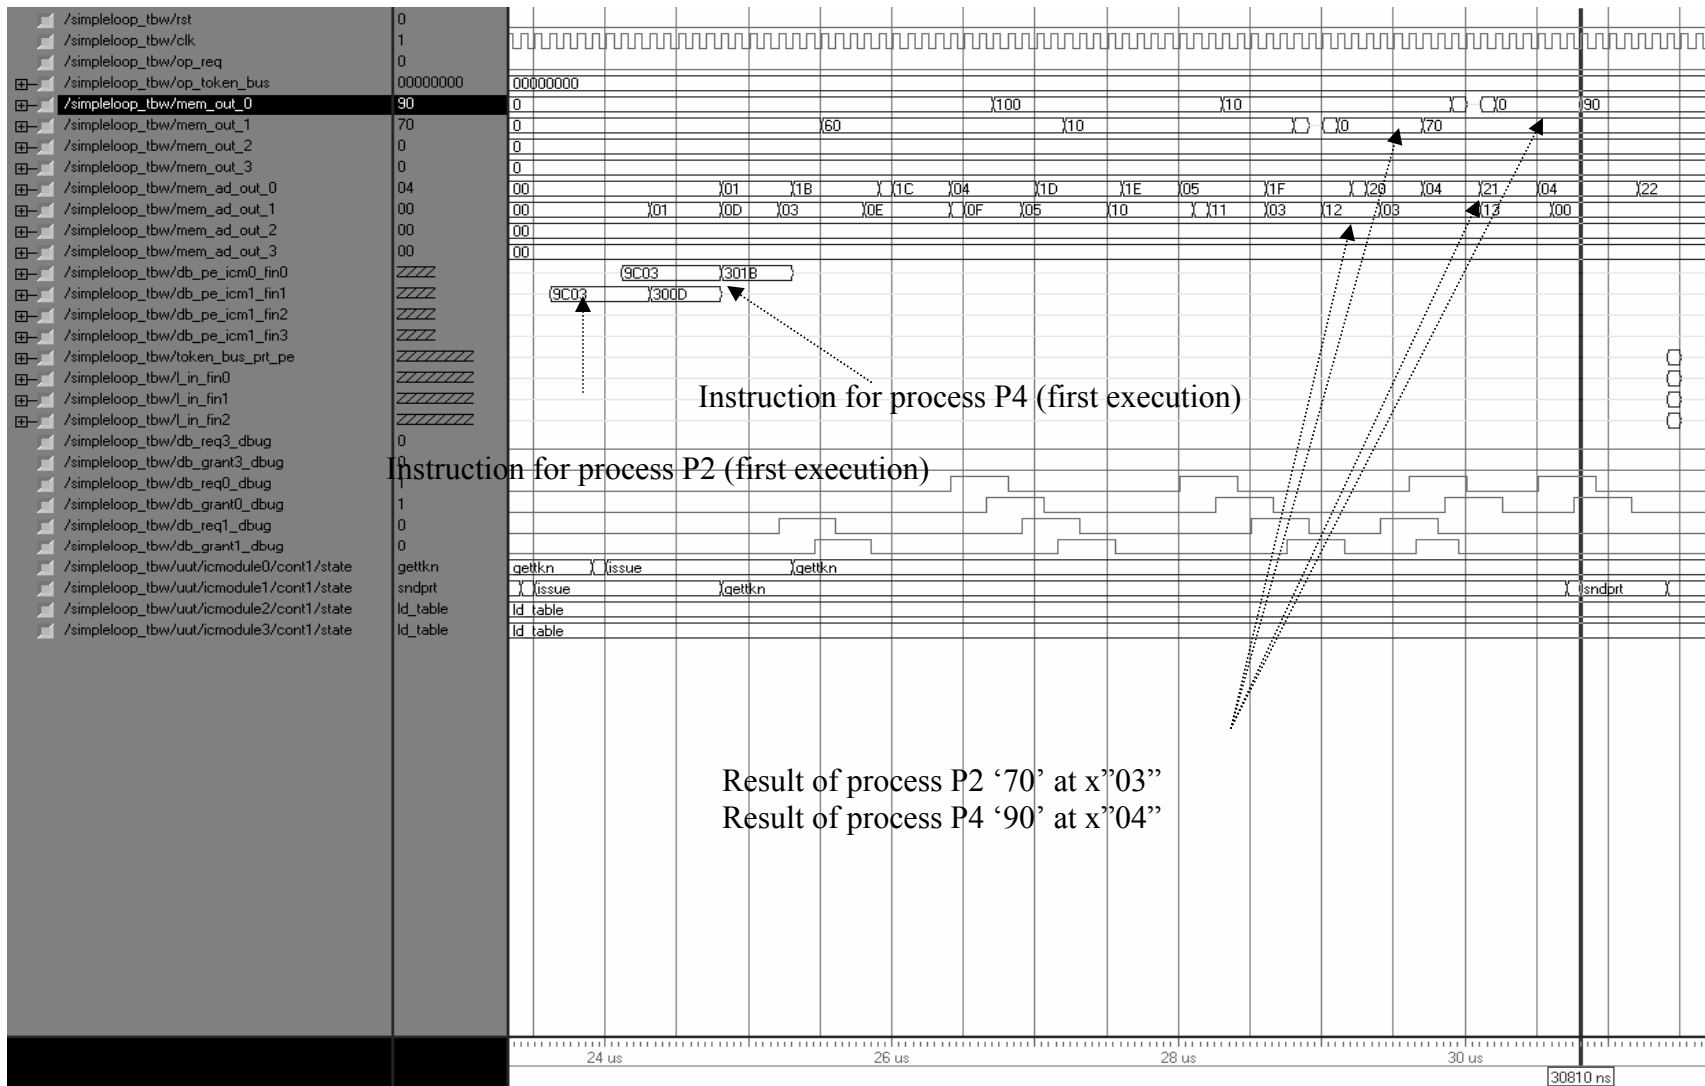 /simpleloop_tbw/rst 0
/simpleloop_tbw/clk 1
/simpleloop_tbw/op_req 0
/simpleloop_tbw/op_token_bus 00000000 00000000
/simpleloop_tbw/mem_out_0 90 0 100 10 0 90
/simpleloop_tbw/mem_out_1 70 0 60 10 0 70
/simpleloop_tbw/mem_out_2 0 0
/simpleloop_tbw/mem_out_3 0 0
/simpleloop_tbw/mem_ad_out_0 04 00 01 1B 1C 04 1D 1E 05 1F 20 04 21 04 22
/simpleloop_tbw/mem_ad_out_1 00 00 01 0D 03 0E 0F 05 10 11 03 12 03 13 00
/simpleloop_tbw/mem_ad_out_2 00 00
/simpleloop_tbw/mem_ad_out_3 00 00
/simpleloop_tbw/db_pe_icm0_fin0 9C03 301B
/simpleloop_tbw/db_pe_icm1_fin1 9C03 300D
/simpleloop_tbw/db_pe_icm1_fin2
/simpleloop_tbw/db_pe_icm1_fin3
/simpleloop_tbw/token_bus_prt_pe
/simpleloop_tbw/l_in_fin0
/simpleloop_tbw/l_in_fin1
Instruction for process P4 (first execution)
/simpleloop_tbw/l_in_fin2
/simpleloop_tbw/db_req3_dbug 0
/simpleloop_tbw/db_grant3_dbug 0
Instruction for process P2 (first execution)
/simpleloop_tbw/db_req0_dbug 1
/simpleloop_tbw/db_grant0_dbug 1
/simpleloop_tbw/db_req1_dbug 0
/simpleloop_tbw/db_grant1_dbug 0
/simpleloop_tbw/uut/icmodule0/cont1/state gettkn gettkn issue gettkn
/simpleloop_tbw/uut/icmodule1/cont1/state sndprt issue gettkn sndprt
/simpleloop_tbw/uut/icmodule2/cont1/state ld_table ld_table
/simpleloop_tbw/uut/icmodule3/cont1/state ld_table ld_table
Result of process P2 ‘70’ at x”03”
Result of process P4 ‘90’ at x”04”
24 us 26 us 28 us 30 us
30810 ns